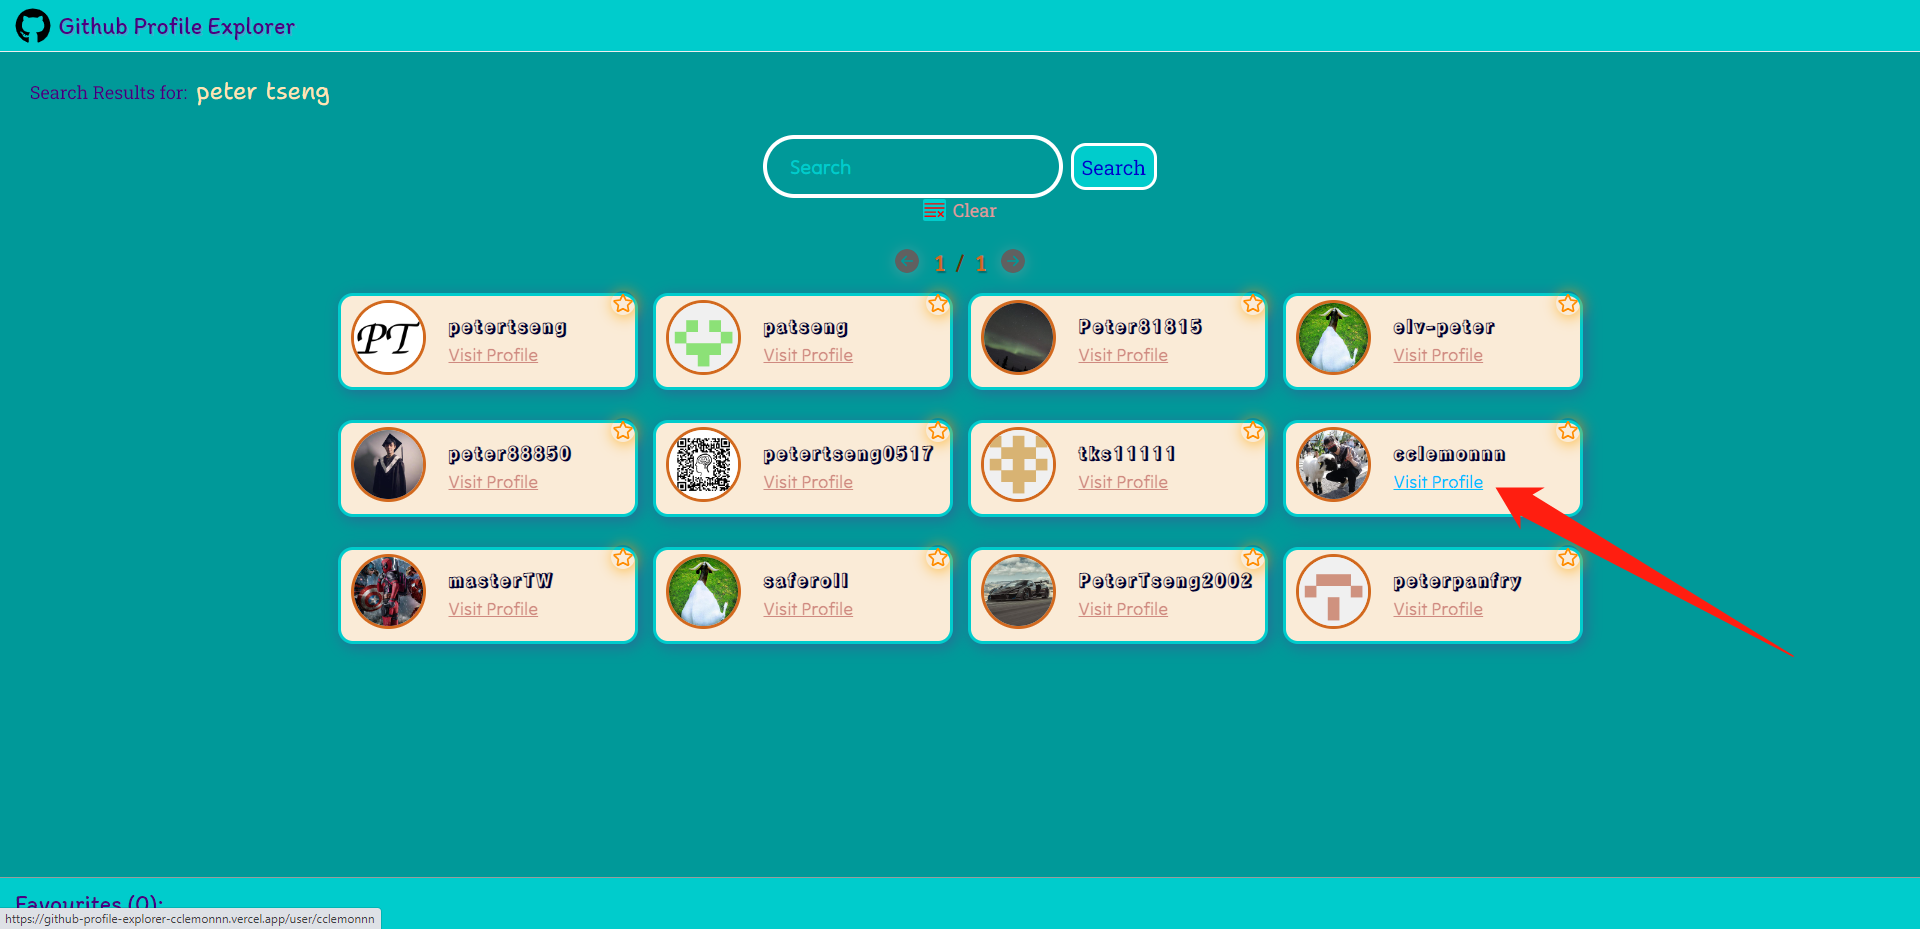 Github Profile Explorer
Search Results for: peter tseng
Search
Search
Clear
1 / 1
PT
petertseng
Visit Profile
patseng
Visit Profile
Peter81815
Visit Profile
elv-peter
Visit Profile
peter88850
Visit Profile
petertseng0517
Visit Profile
tks11111
Visit Profile
cclemonnn
Visit Profile
masterTW
Visit Profile
saferoll
Visit Profile
PeterTseng2002
Visit Profile
peterpanfry
Visit Profile
Favourites (0):
https://github-profile-explorer-cclemonnn.vercel.app/user/cclemonnn